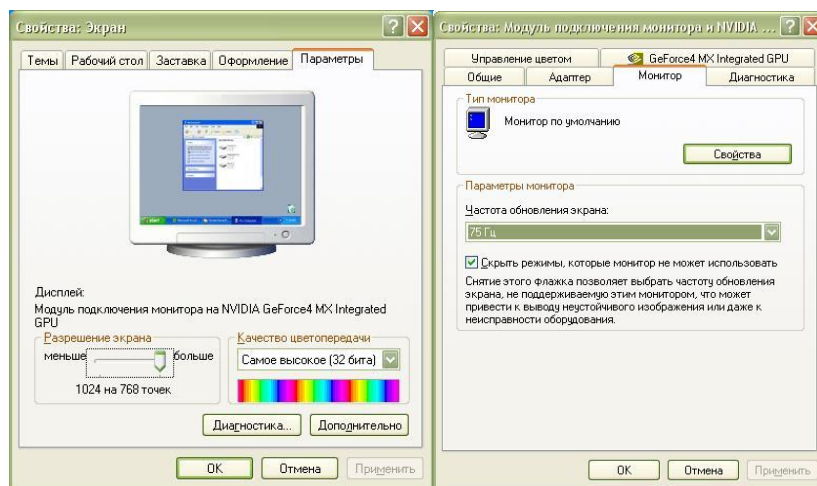 Свойства: Экран
Темы
Рабочий стол
Заставка
Оформление
Параметры
Дисплей:
Модуль подключения монитора на NVIDIA GeForce4 MX Integrated
GPU
Разрешение экрана
меньше
больше
1024 на 768 точек
Качество цветопередачи
Самое высокое (32 бита)
Диагностика...
Дополнительно
OK
Отмена
Применить
Свойства: Модуль подключения монитора и NVIDIA ...
Управление цветом
GeForce4 MX Integrated GPU
Общие
Адаптер
Монитор
Диагностика
Тип монитора
Монитор по умолчанию
Свойства
Параметры монитора
Частота обновления экрана:
75 Гц
Скрыть режимы, которые монитор не может использовать
Снятие этого флажка позволяет выбрать частоту обновления
экрана, не поддерживаемую этим монитором, что может
привести к выводу неустойчивого изображения или даже к
неисправности оборудования.
OK
Отмена
Применить